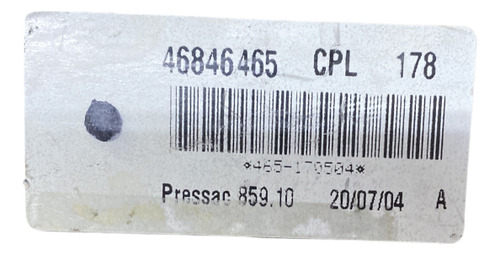 46846465 CPL 178
*465-170504*
Pressac 859.10 20/07/04 A